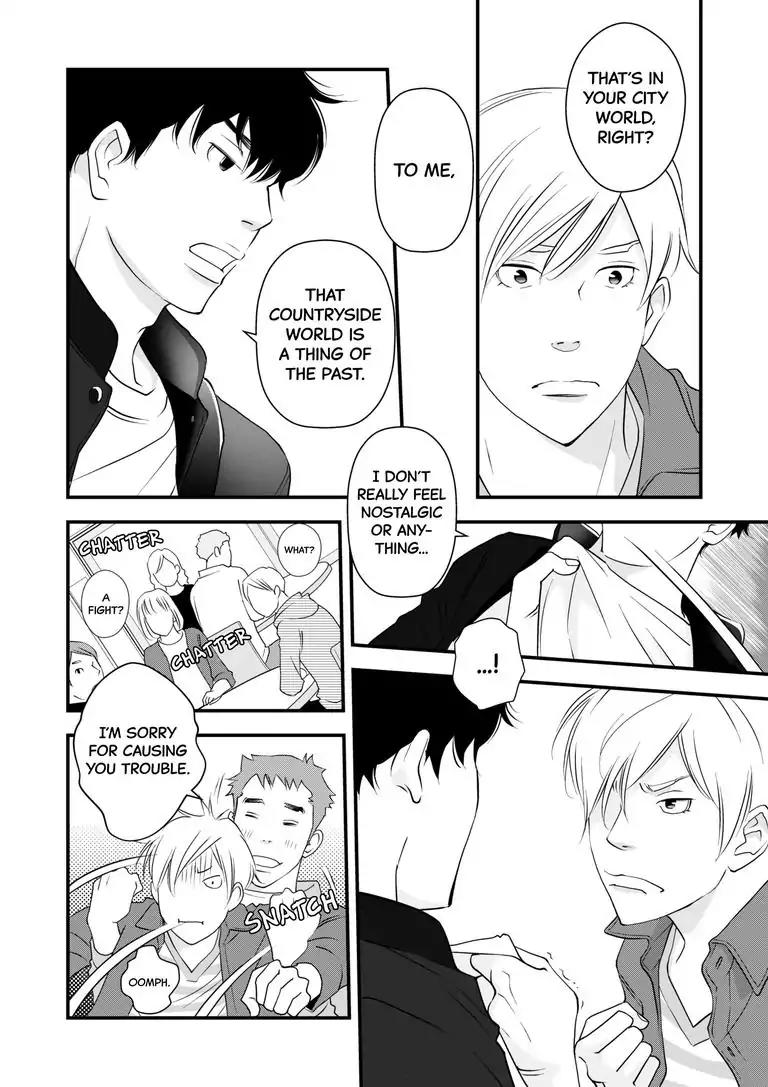 THAT'S IN
YOUR CITY
WORLD,
RIGHT?
TO ME,
THAT
COUNTRYSIDE
WORLD IS
A THING OF
THE PAST.
I DON'T
REALLY FEEL
NOSTALGIC
OR ANY-
THING...
...!
CHATTER
WHAT?
A
FIGHT?
CHATTER
I'M SORRY
FOR CAUSING
YOU TROUBLE.
SNATCH
OOMPH.